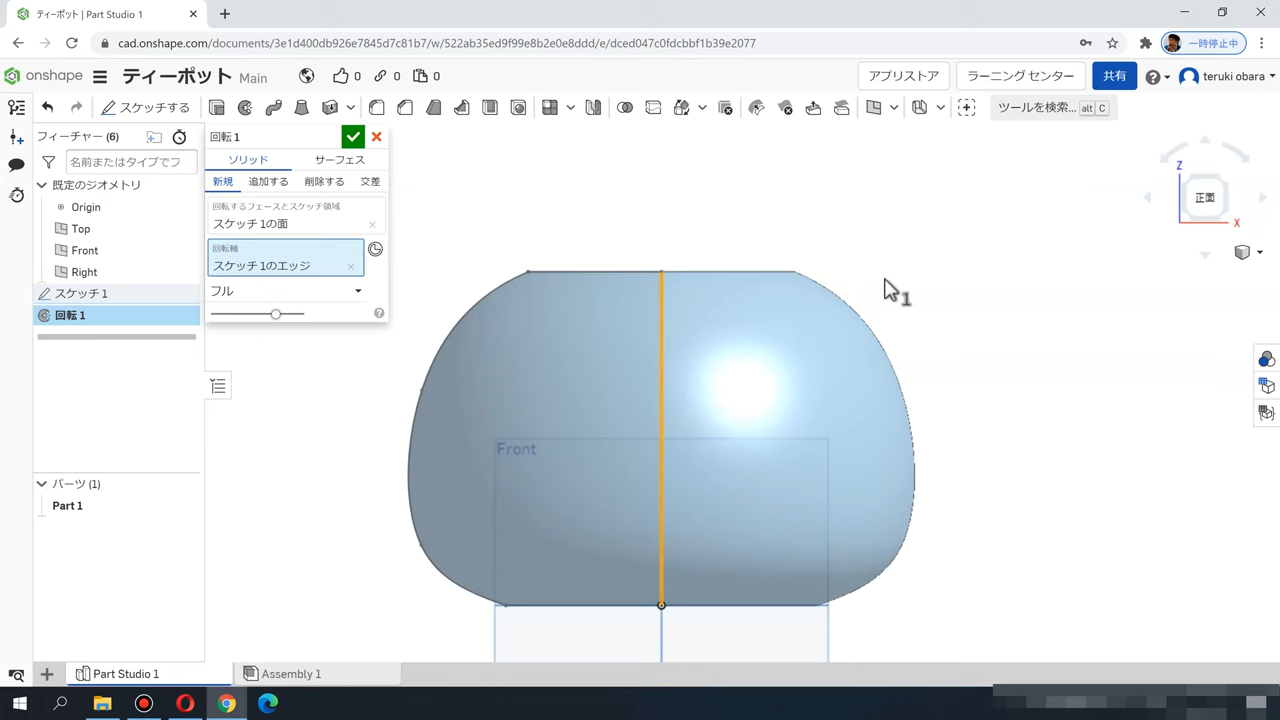 ティーポット | Part Studio 1
cad.onshape.com/documents/3e1d400db926e7845d7c81b7/w/522ab35ed969e8b2e0e8ddd/e/dced047c0fdcbbf1b39e2077
一時停止中
onshape
ティーポット Main
0
0
0
アプリストア
ラーニング センター
共有
teruki obara
スケッチする
ツールを検索... alt C
フィーチャー (6)
名前またはタイプでフ
既定のジオメトリ
Origin
Top
Front
Right
スケッチ 1
回転 1
パーツ (1)
Part 1
回転 1
ソリッド
サーフェス
新規
追加する
削除する
交差
回転するフェースとスケッチ領域
スケッチ 1の面
回転軸
スケッチ 1のエッジ
フル
Front
1
Z
正面
X
Part Studio 1
Assembly 1